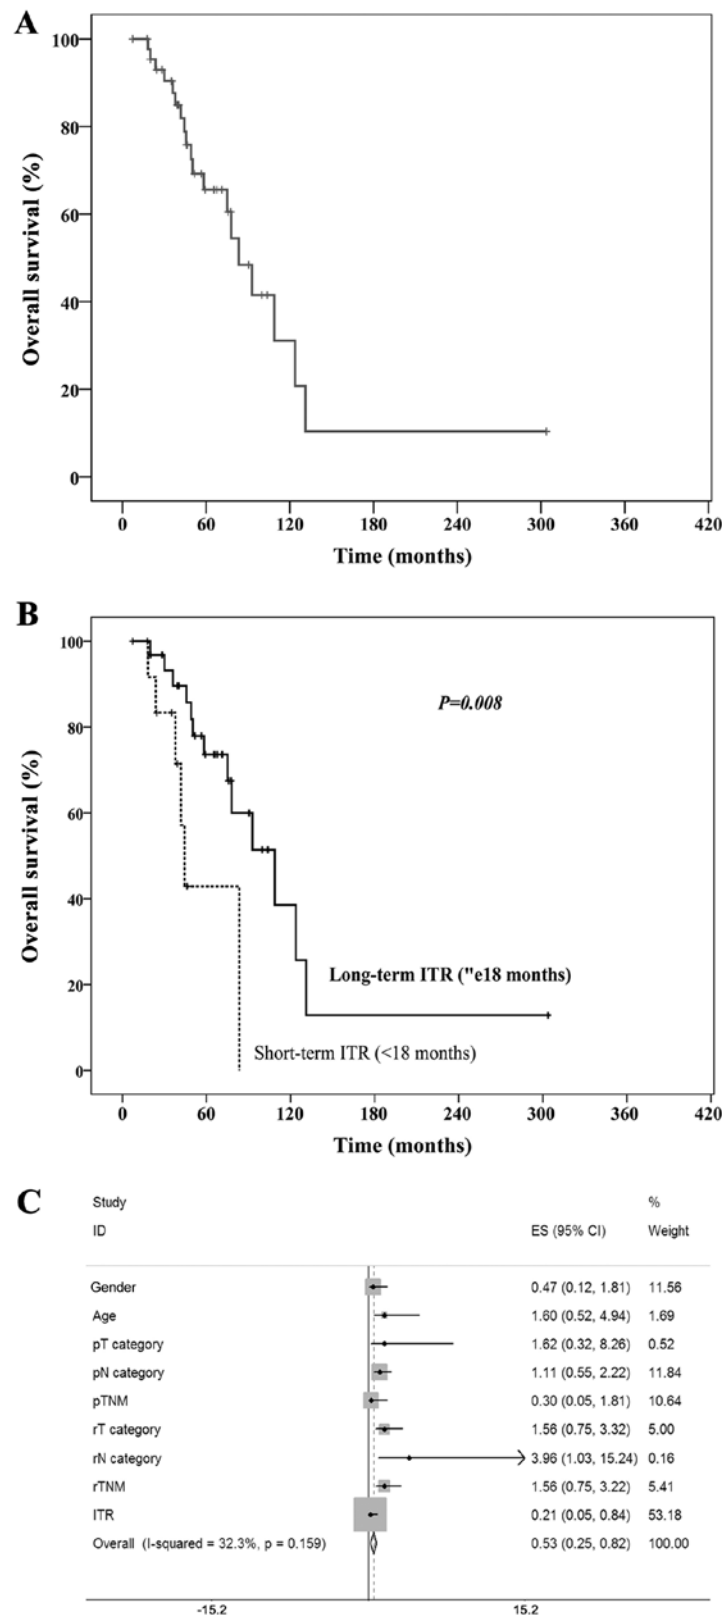 A
Overall survival (%)
100
80
60
40
20
0
0 60 120 180 240 300 360 420
Time (months)
B
Overall survival (%)
100
80
60
40
20
0
P=0.008
Long-term ITR ("e18 months)
Short-term ITR (<18 months)
0 60 120 180 240 300 360 420
Time (months)
C
Study %
ID ES (95% CI) Weight
Gender 0.47 (0.12, 1.81) 11.56
Age 1.60 (0.52, 4.94) 1.69
pT category 1.62 (0.32, 8.26) 0.52
pN category 1.11 (0.55, 2.22) 11.84
pTNM 0.30 (0.05, 1.81) 10.64
rT category 1.56 (0.75, 3.32) 5.00
rN category 3.96 (1.03, 15.24) 0.16
rTNM 1.56 (0.75, 3.22) 5.41
ITR 0.21 (0.05, 0.84) 53.18
Overall (I-squared = 32.3%, p = 0.159) 0.53 (0.25, 0.82) 100.00
-15.2 15.2